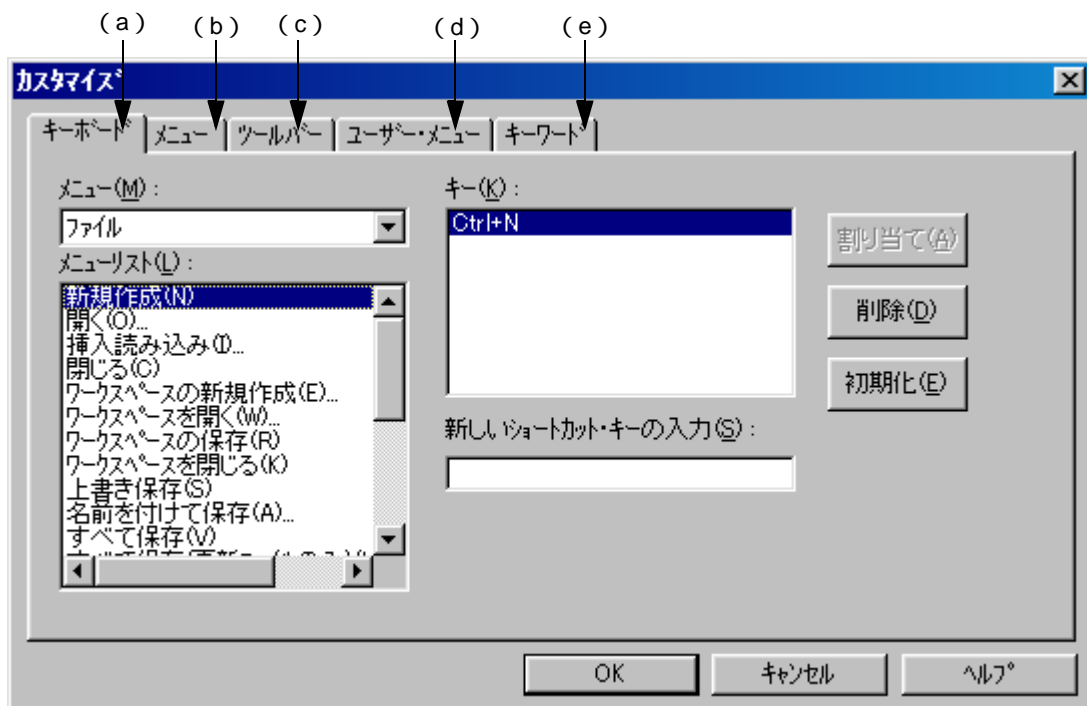 (a) (b) (c) (d) (e)
カスタマイズ
キーボード メニュー ツールバー ユーザー・メニュー キーワード
メニュー(M) :
ファイル
メニューリスト(L) :
新規作成(N)
開く(O)...
挿入読み込み(I)...
閉じる(C)
ワークスペースの新規作成(E)...
ワークスペースを開く(W)...
ワークスペースの保存(R)
ワークスペースを閉じる(K)
上書き保存(S)
名前を付けて保存(A)...
すべて保存(V)
キー(K) :
Ctrl+N
新しいショートカット・キーの入力(S) :
割り当て(A)
削除(D)
初期化(E)
OK キャンセル ヘルプ